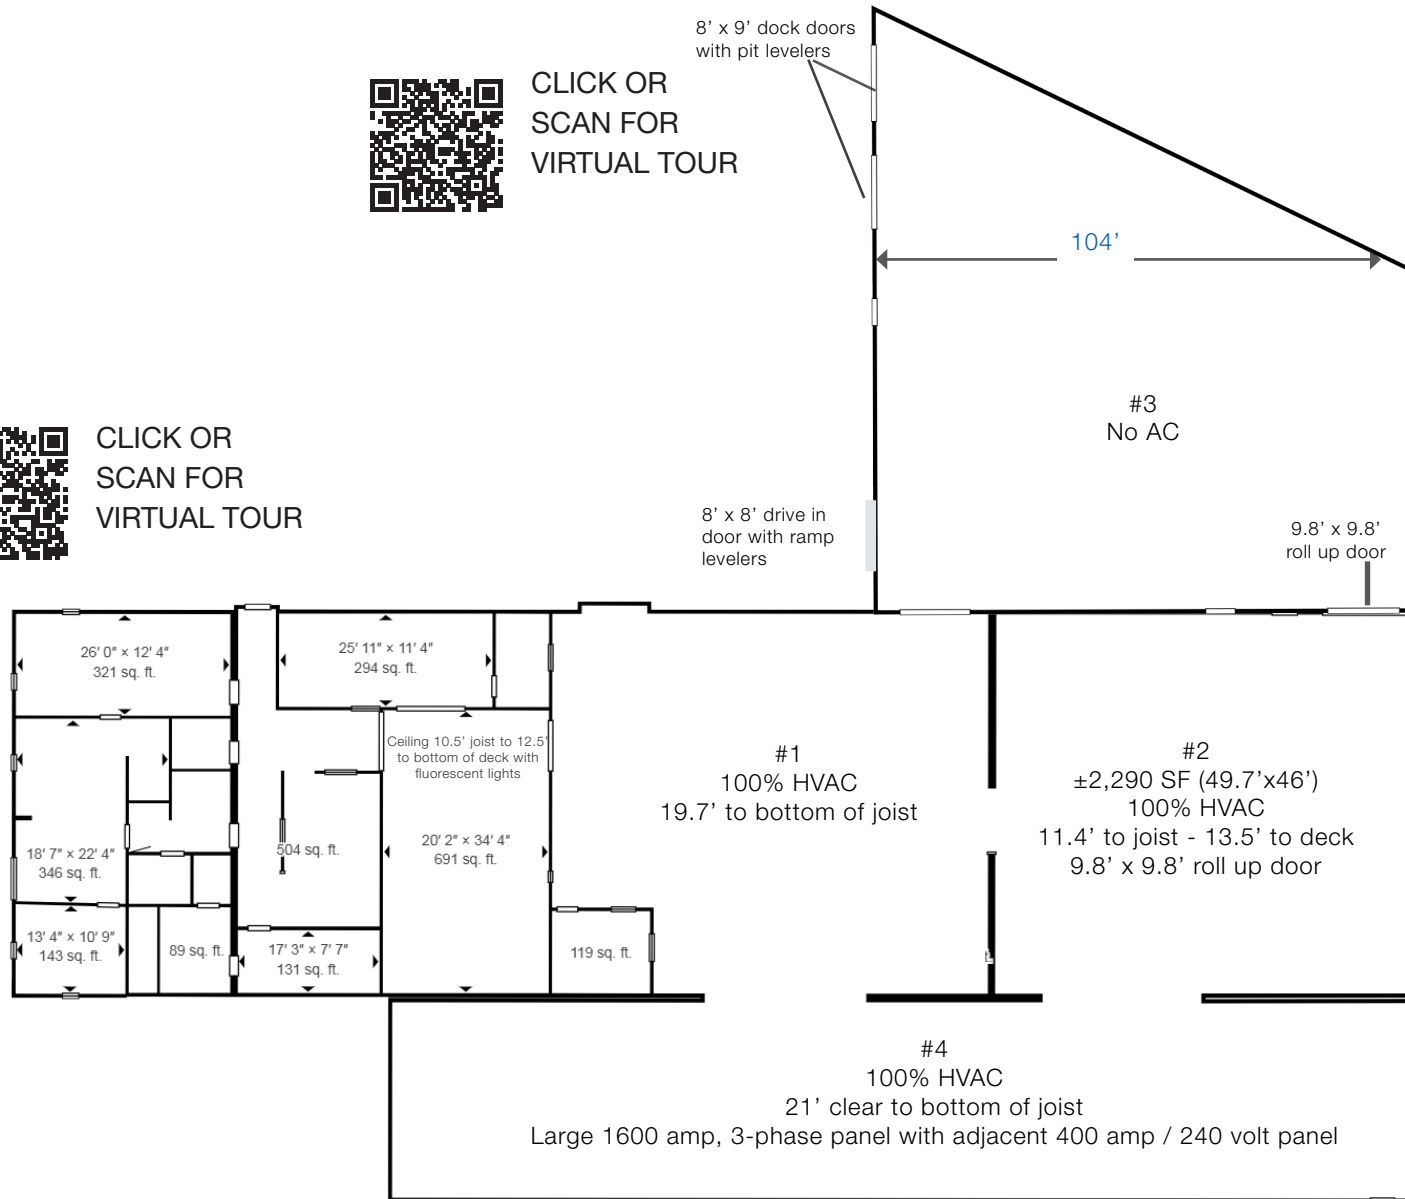 8’ x 9’ dock doors
with pit levelers
CLICK OR
SCAN FOR
VIRTUAL TOUR
104’
#3
No AC
CLICK OR
SCAN FOR
VIRTUAL TOUR
8’ x 8’ drive in
door with ramp
levelers
9.8’ x 9.8’
roll up door
26' 0" × 12' 4"
321 sq. ft.
25' 11" × 11' 4"
294 sq. ft.
Ceiling 10.5’ joist to 12.5’
to bottom of deck with
fluorescent lights
#1
100% HVAC
19.7’ to bottom of joist
#2
±2,290 SF (49.7’x46’)
100% HVAC
11.4’ to joist - 13.5’ to deck
9.8’ x 9.8’ roll up door
18' 7" × 22' 4"
346 sq. ft.
504 sq. ft.
20' 2" × 34' 4"
691 sq. ft.
13' 4" × 10' 9"
143 sq. ft.
89 sq. ft.
17' 3" × 7' 7"
131 sq. ft.
119 sq. ft.
#4
100% HVAC
21’ clear to bottom of joist
Large 1600 amp, 3-phase panel with adjacent 400 amp / 240 volt panel